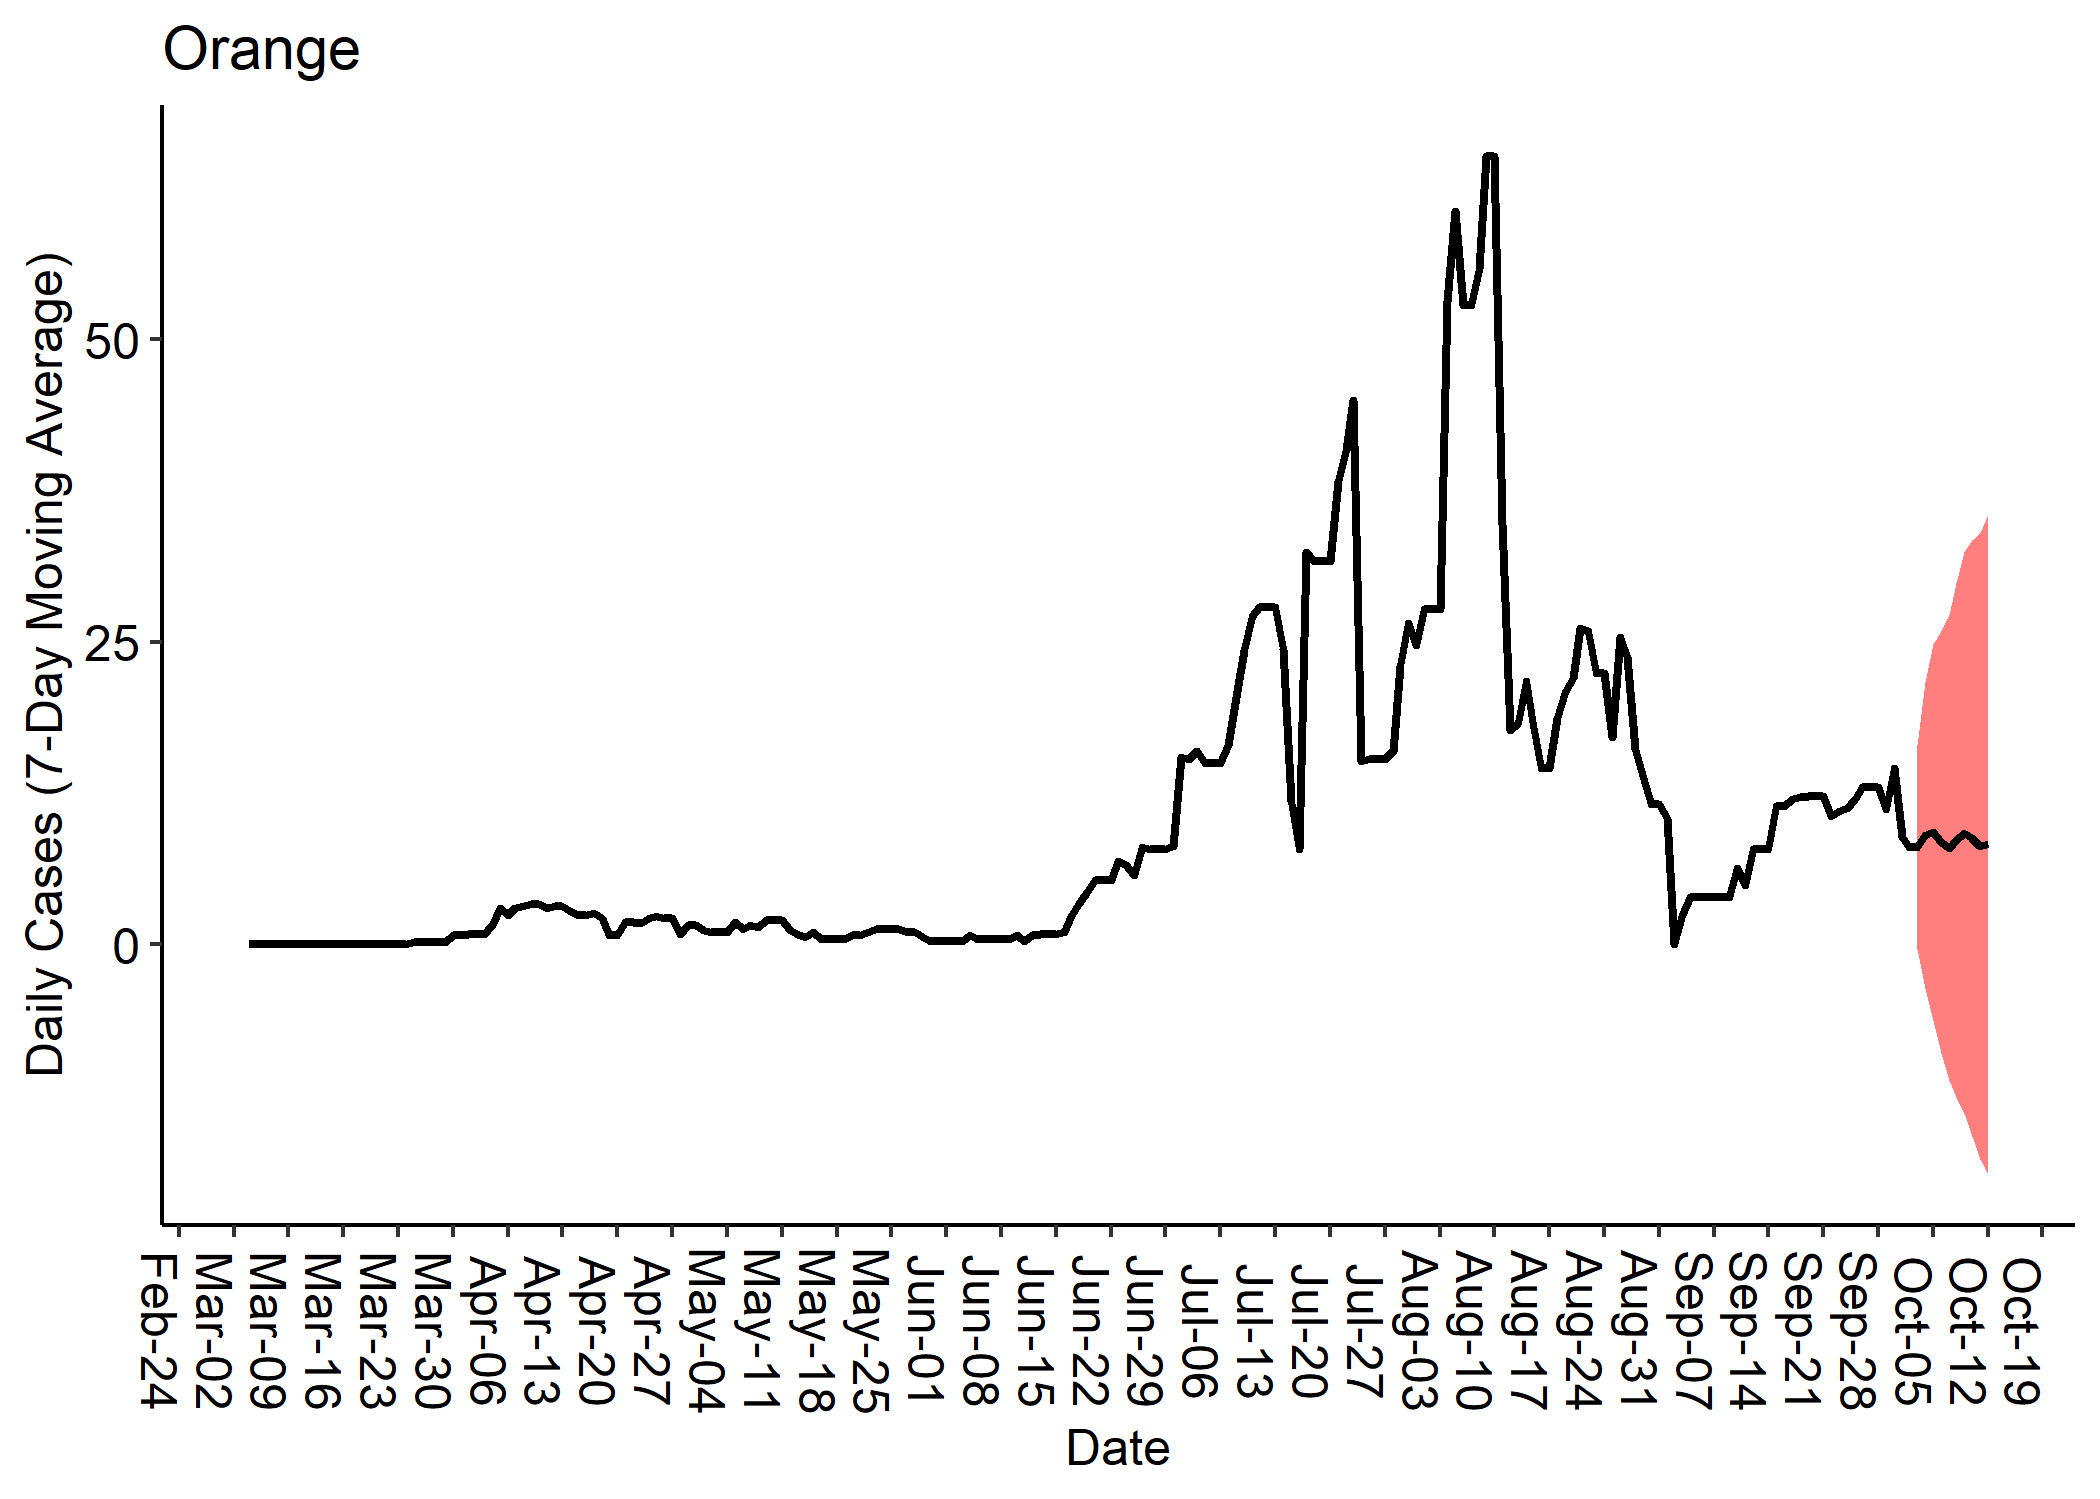 Orange
Daily Cases (7-Day Moving Average)
50
25
0
Feb-24
Mar-02
Mar-09
Mar-16
Mar-23
Mar-30
Apr-06
Apr-13
Apr-20
Apr-27
May-04
May-11
May-18
May-25
Jun-01
Jun-08
Jun-15
Jun-22
Jun-29
Jul-06
Jul-13
Jul-20
Jul-27
Aug-03
Aug-10
Aug-17
Aug-24
Aug-31
Sep-07
Sep-14
Sep-21
Sep-28
Oct-05
Oct-12
Oct-19
Date